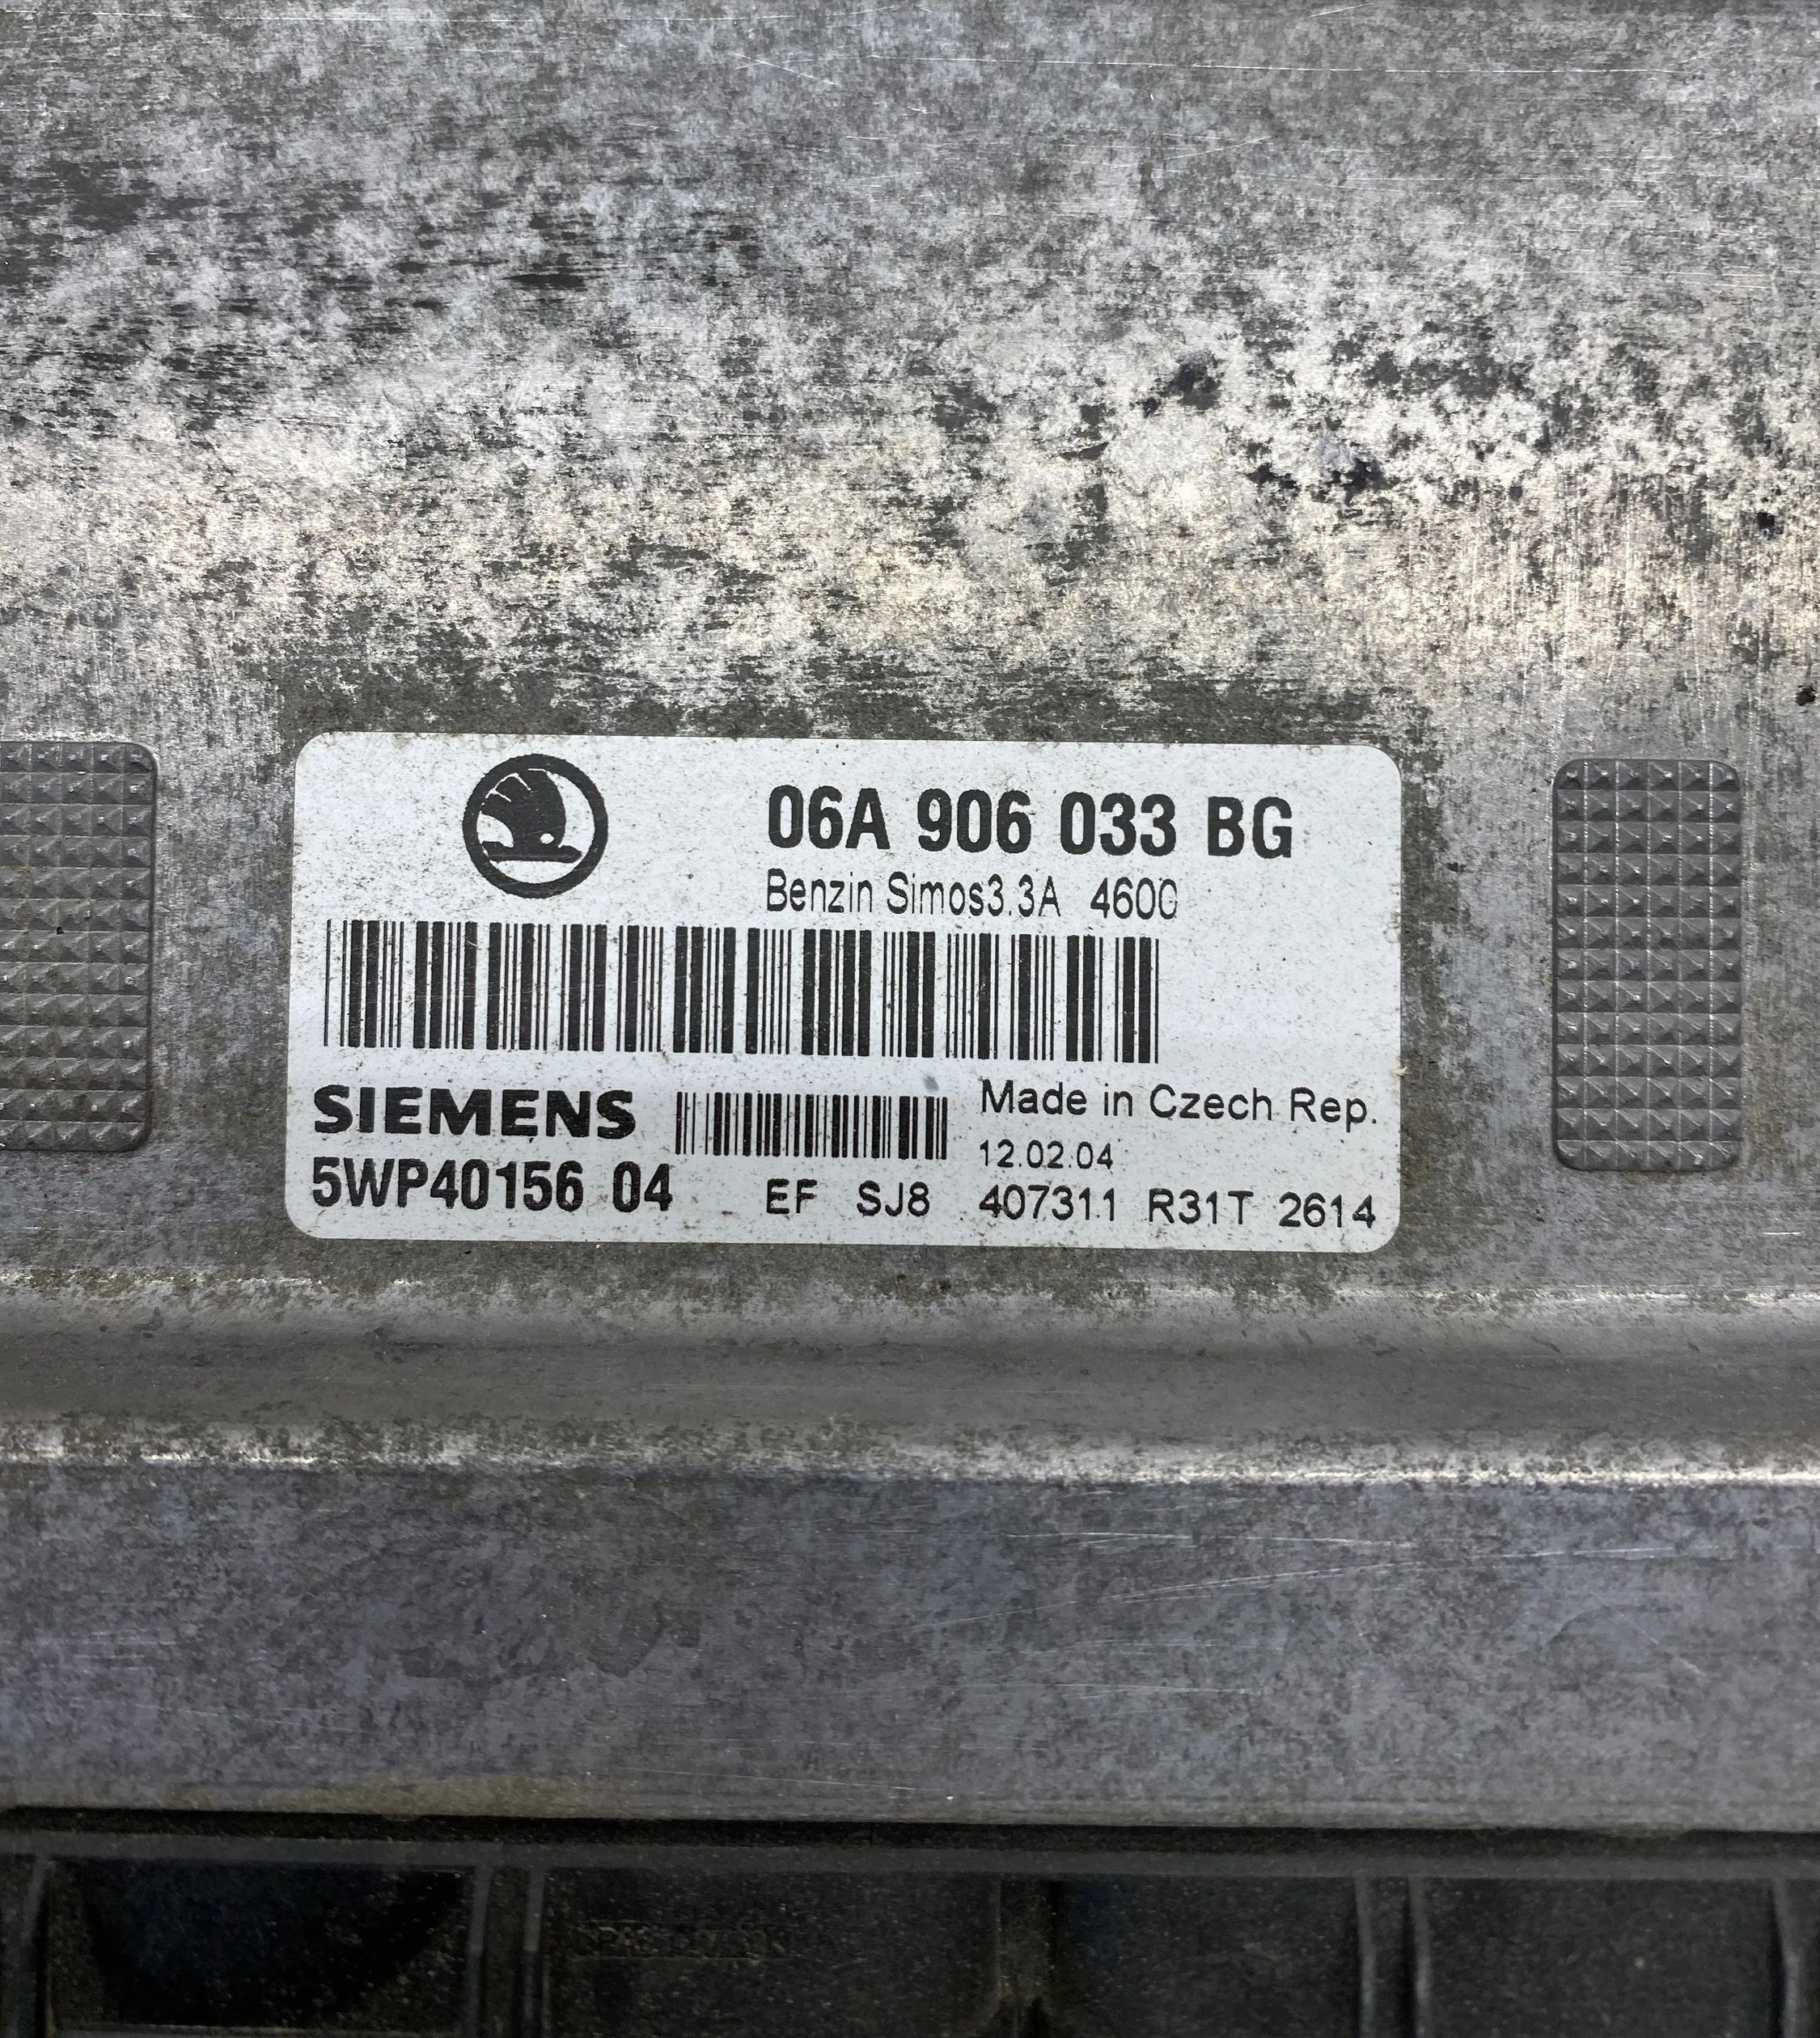 06A 906 033 BG
Benzin Simos3.3A 4600
SIEMENS
Made in Czech Rep.
12.02.04
5WP40156 04 EF SJ8 407311 R31T 2614